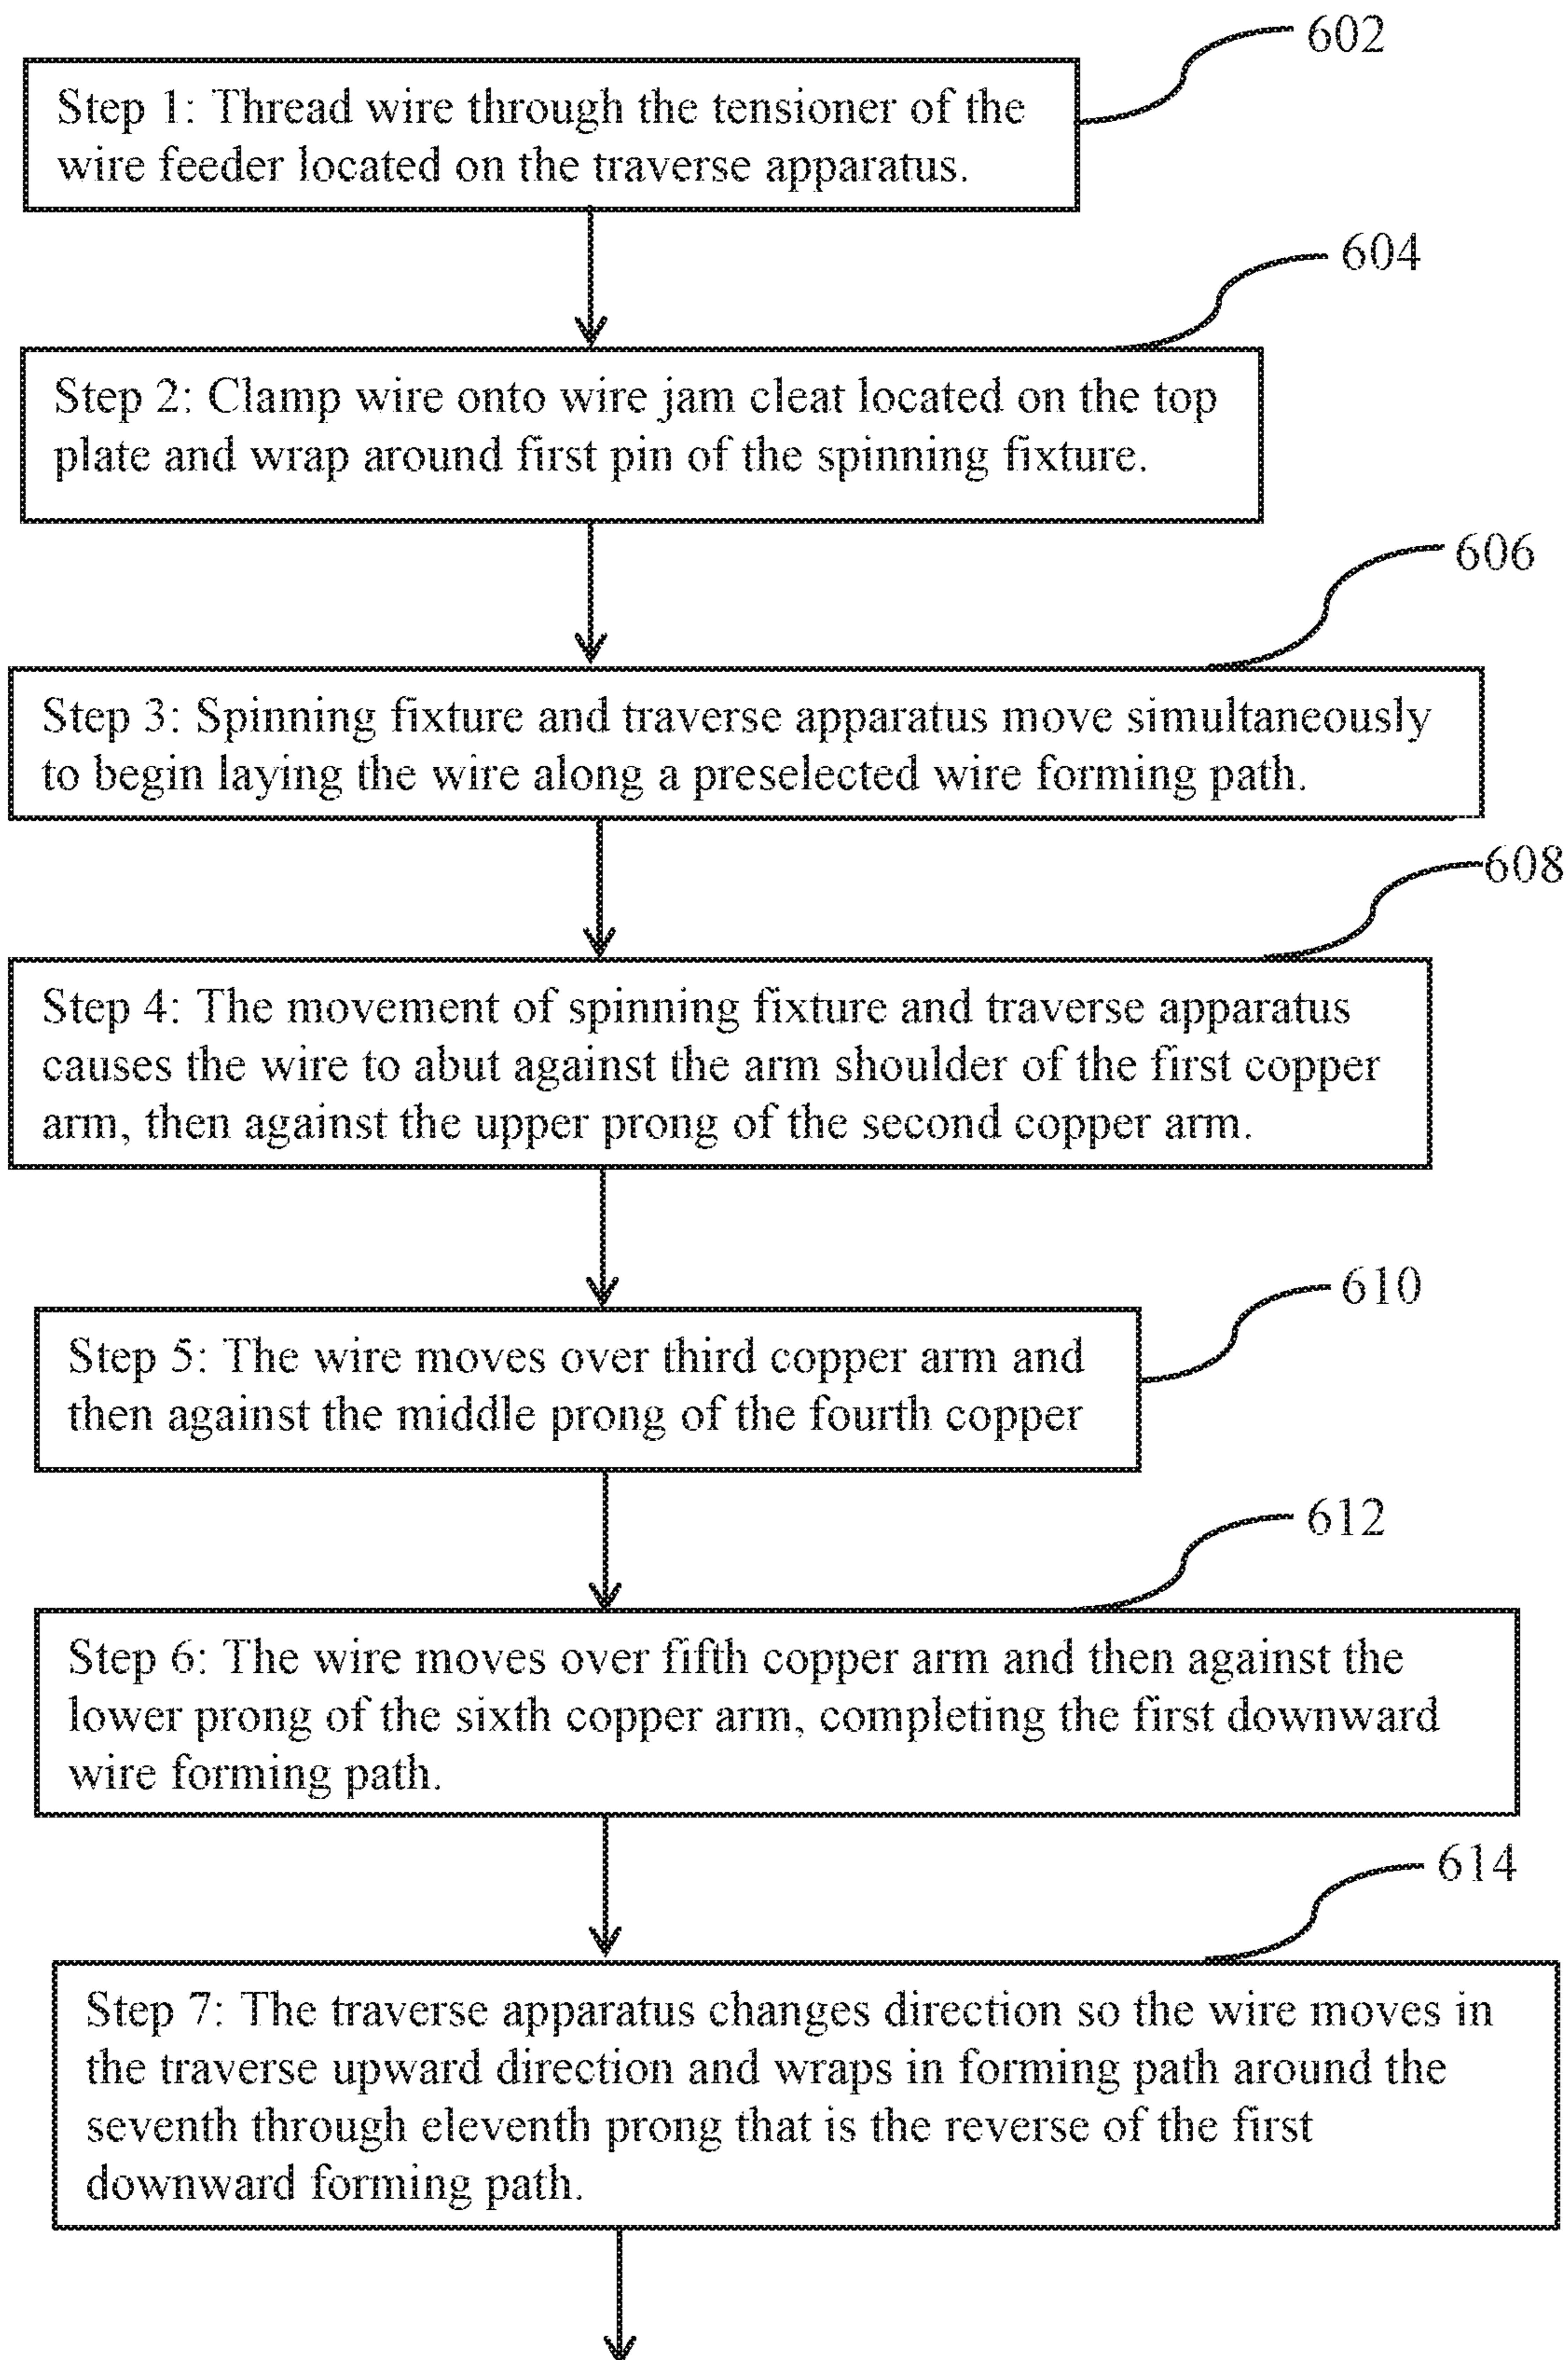 602
Step 1: Thread wire through the tensioner of the
wire feeder located on the traverse apparatus.
604
Step 2: Clamp wire onto wire jam cleat located on the top
plate and wrap around first pin of the spinning fixture.
606
Step 3: Spinning fixture and traverse apparatus move simultaneously
to begin laying the wire along a preselected wire forming path.
608
Step 4: The movement of spinning fixture and traverse apparatus
causes the wire to abut against the arm shoulder of the first copper
arm, then against the upper prong of the second copper arm.
610
Step 5: The wire moves over third copper arm and
then against the middle prong of the fourth copper
612
Step 6: The wire moves over fifth copper arm and then against the
lower prong of the sixth copper arm, completing the first downward
wire forming path.
614
Step 7: The traverse apparatus changes direction so the wire moves in
the traverse upward direction and wraps in forming path around the
seventh through eleventh prong that is the reverse of the first
downward forming path.